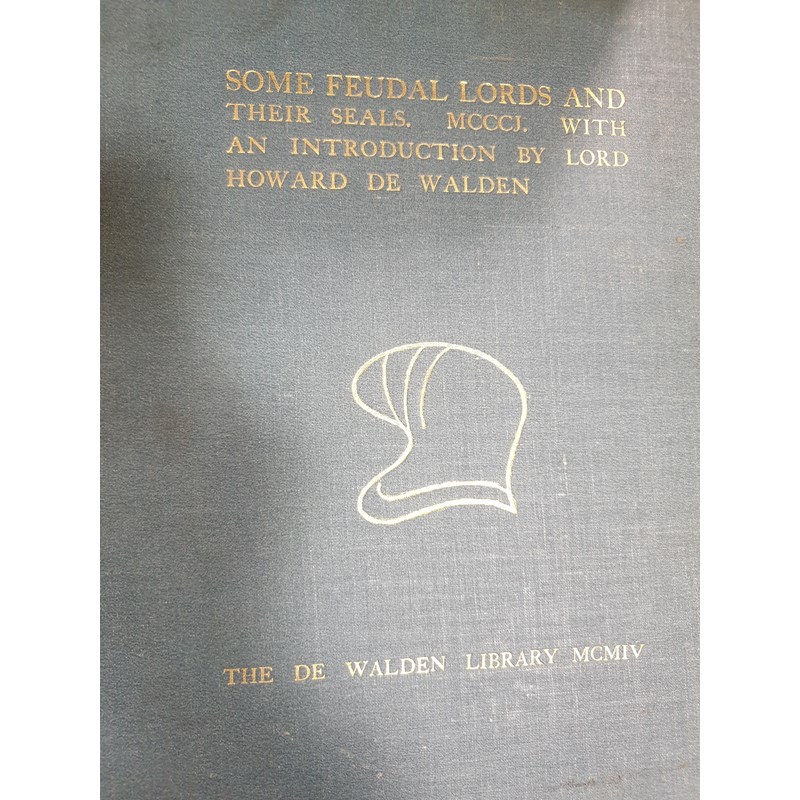 SOME FEUDAL LORDS AND
THEIR SEALS. MCCCJ. WITH
AN INTRODUCTION BY LORD
HOWARD DE WALDEN
THE DE WALDEN LIBRARY MCMIV